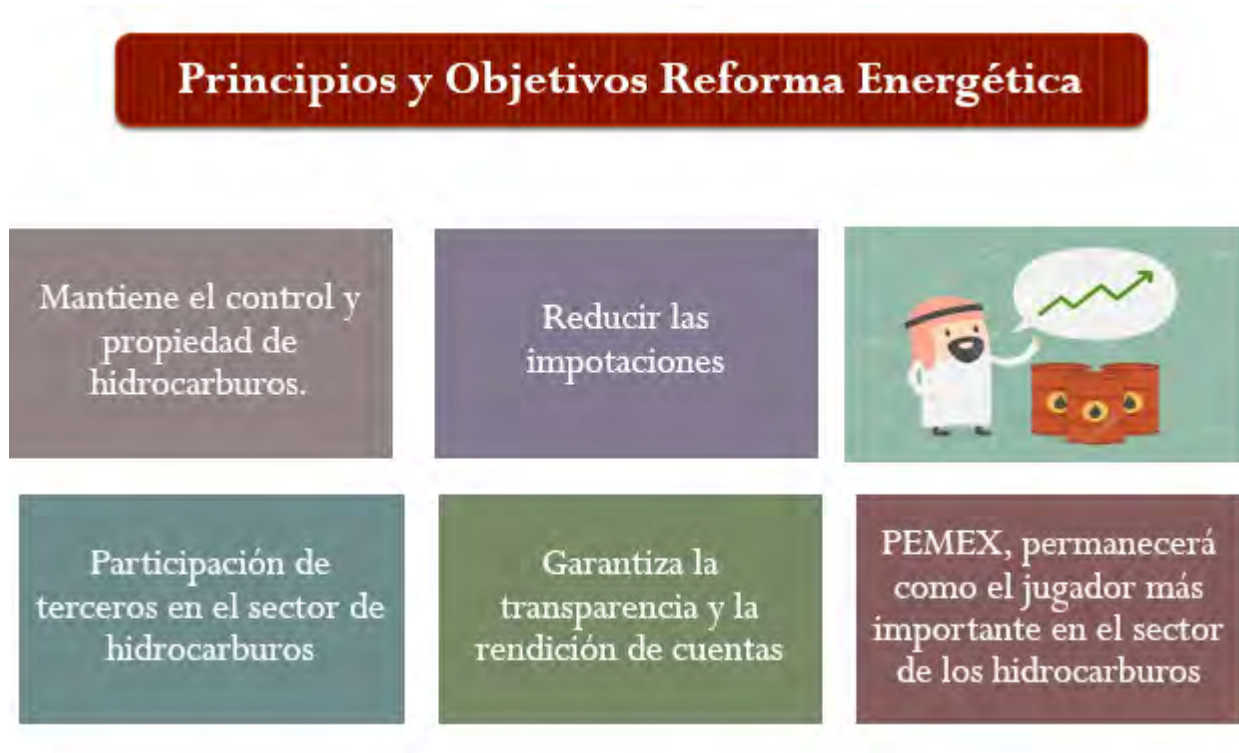 Principios y Objetivos Reforma Energética
Mantiene el control y
propiedad de
hidrocarburos.
Reducir las
impotaciones
Participación de
terceros en el sector de
hidrocarburos
Garantiza la
transparencia y la
rendición de cuentas
PEMEX, permanecerá
como el jugador más
importante en el sector
de los hidrocarburos